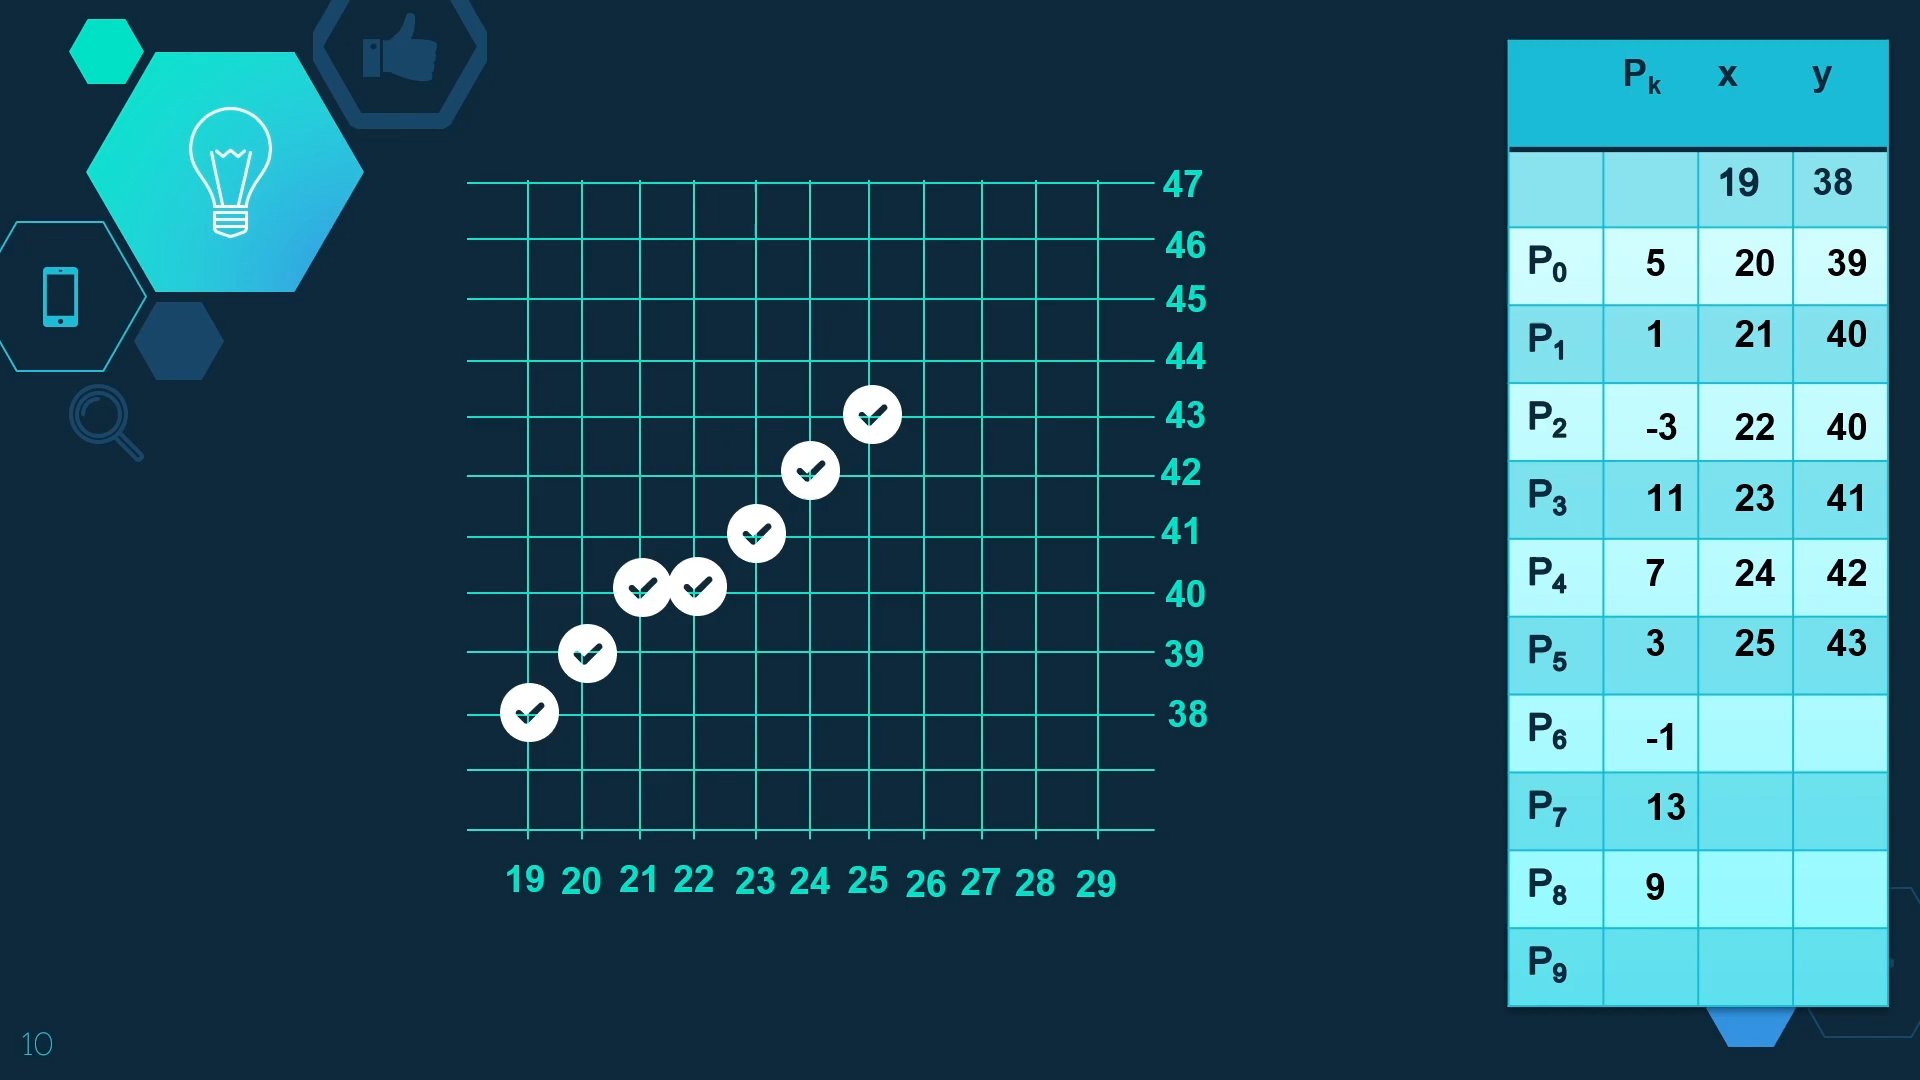 47
46
45
44
43
42
41
40
39
38
19 20 21 22 23 24 25 26 27 28 29
Pk x y
19 38
P0 5 20 39
P1 1 21 40
P2 -3 22 40
P3 11 23 41
P4 7 24 42
P5 3 25 43
P6 -1
P7 13
P8 9
P9
10